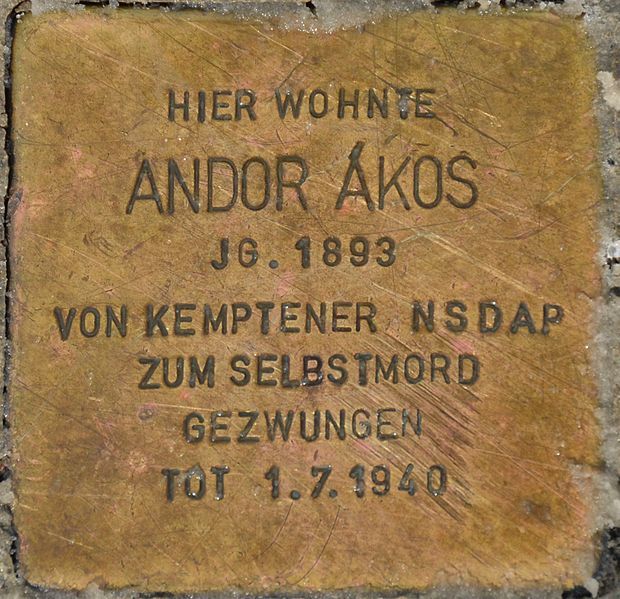 HIER WOHNTE
ANDOR ÁKOS
JG. 1893
VON KEMPTENER NSDAP
ZUM SELBSTMORD
GEZWUNGEN
TOT 1.7.1940